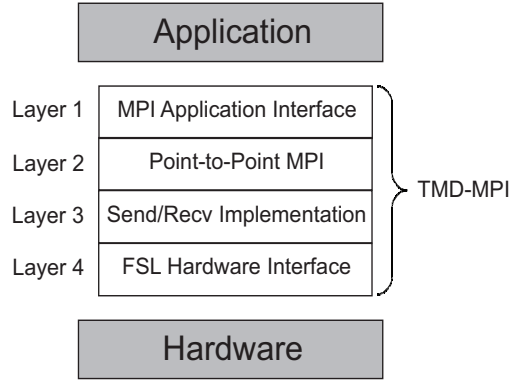 Application
Layer 1 MPI Application Interface
Layer 2 Point-to-Point MPI
Layer 3 Send/Recv Implementation
Layer 4 FSL Hardware Interface
TMD-MPI
Hardware